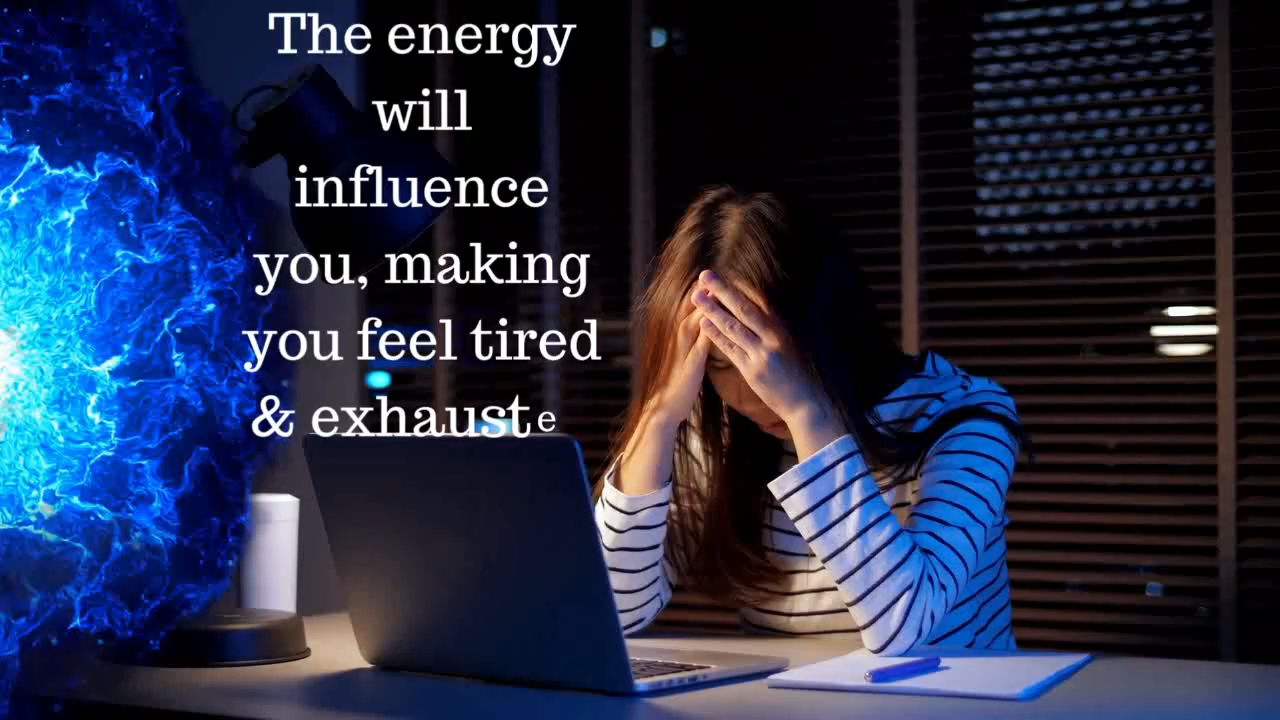 The energy
will
influence
you, making
you feel tired
& exhauste